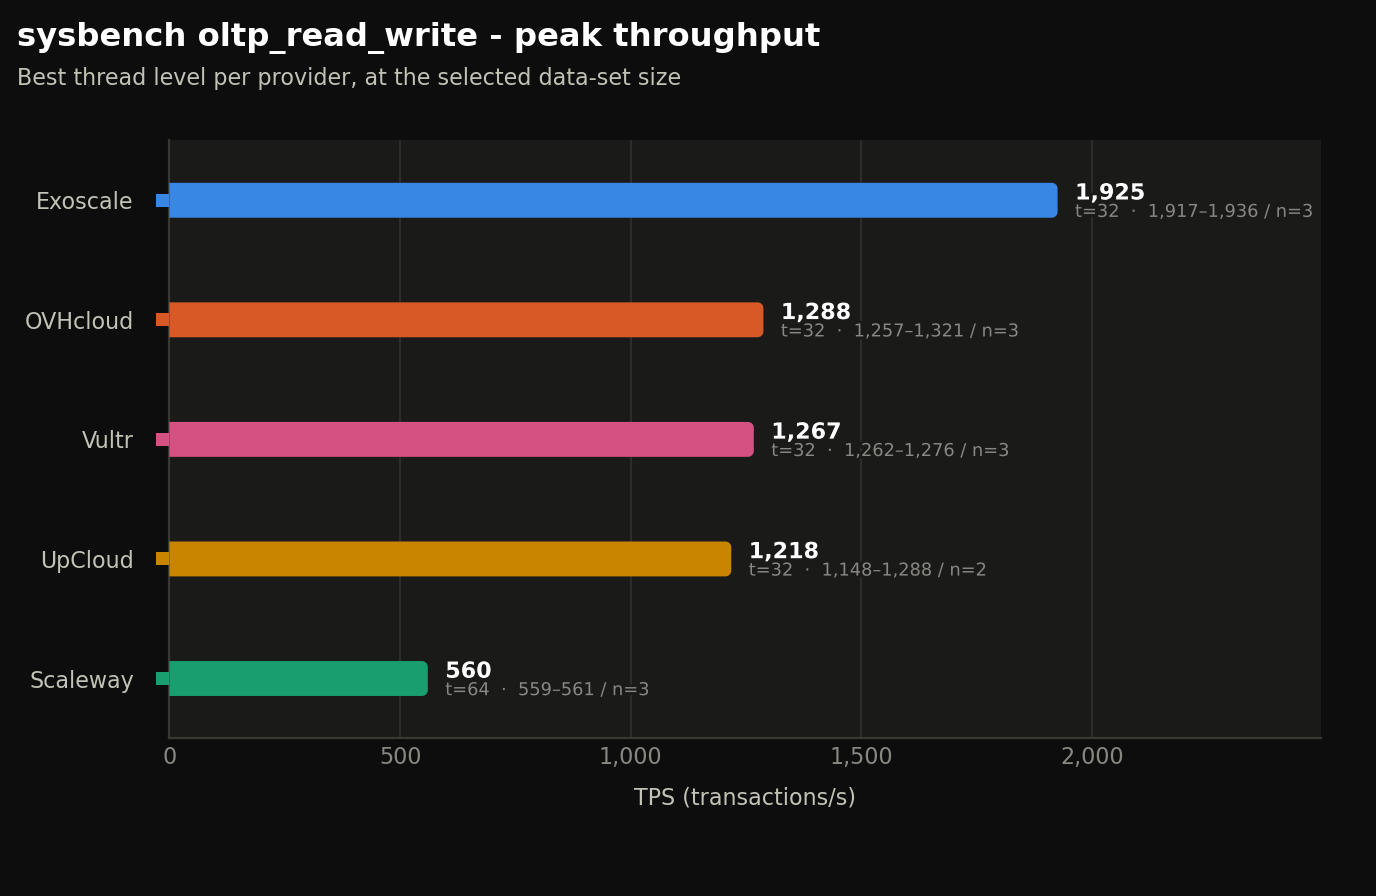 sysbench oltp_read_write - peak throughput
Best thread level per provider, at the selected data-set size
Exoscale
1,925
t=32 · 1,917–1,936 / n=3
OVHcloud
1,288
t=32 · 1,257–1,321 / n=3
Vultr
1,267
t=32 · 1,262–1,276 / n=3
UpCloud
1,218
t=32 · 1,148–1,288 / n=2
Scaleway
560
t=64 · 559–561 / n=3
0 500 1,000 1,500 2,000
TPS (transactions/s)